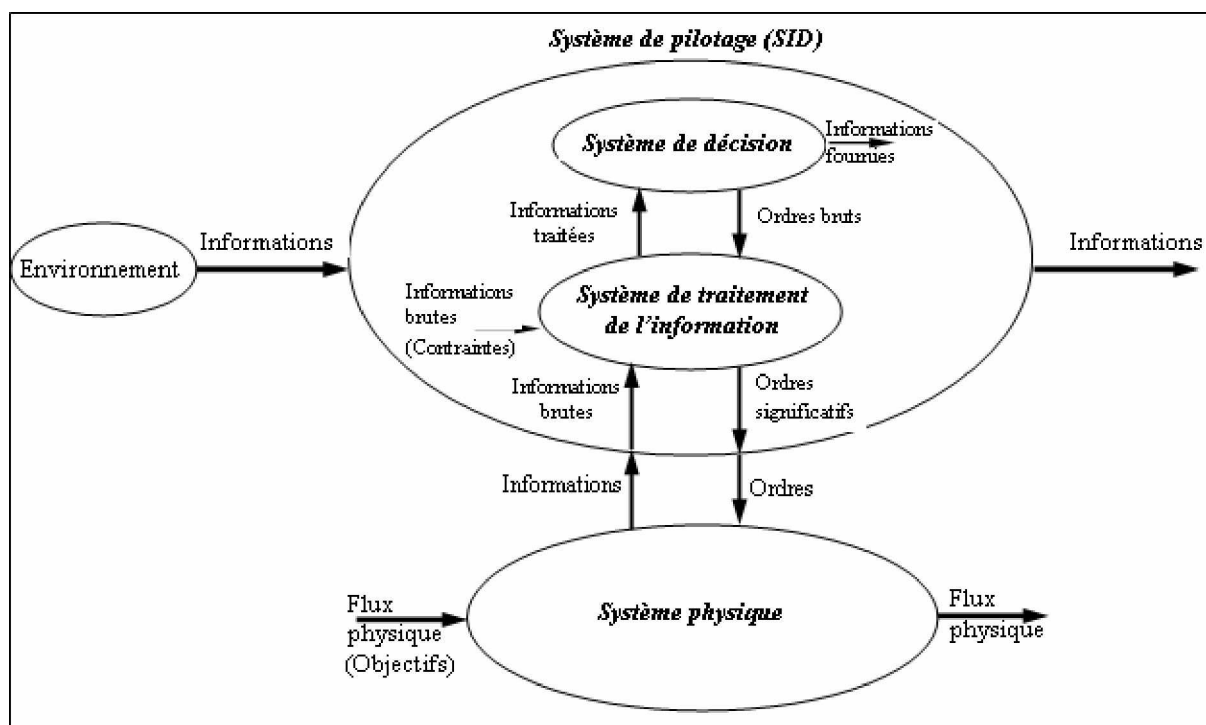 Système de pilotage (SID)
Système de décision
Informations
fournies
Informations
traitées
Ordres bruts
Informations
Environnement
Informations
Informations
brutes
(Contraintes)
Système de traitement
de l'information
Informations
brutes
Ordres
significatifs
Informations
Ordres
Flux
physique
(Objectifs)
Système physique
Flux
physique